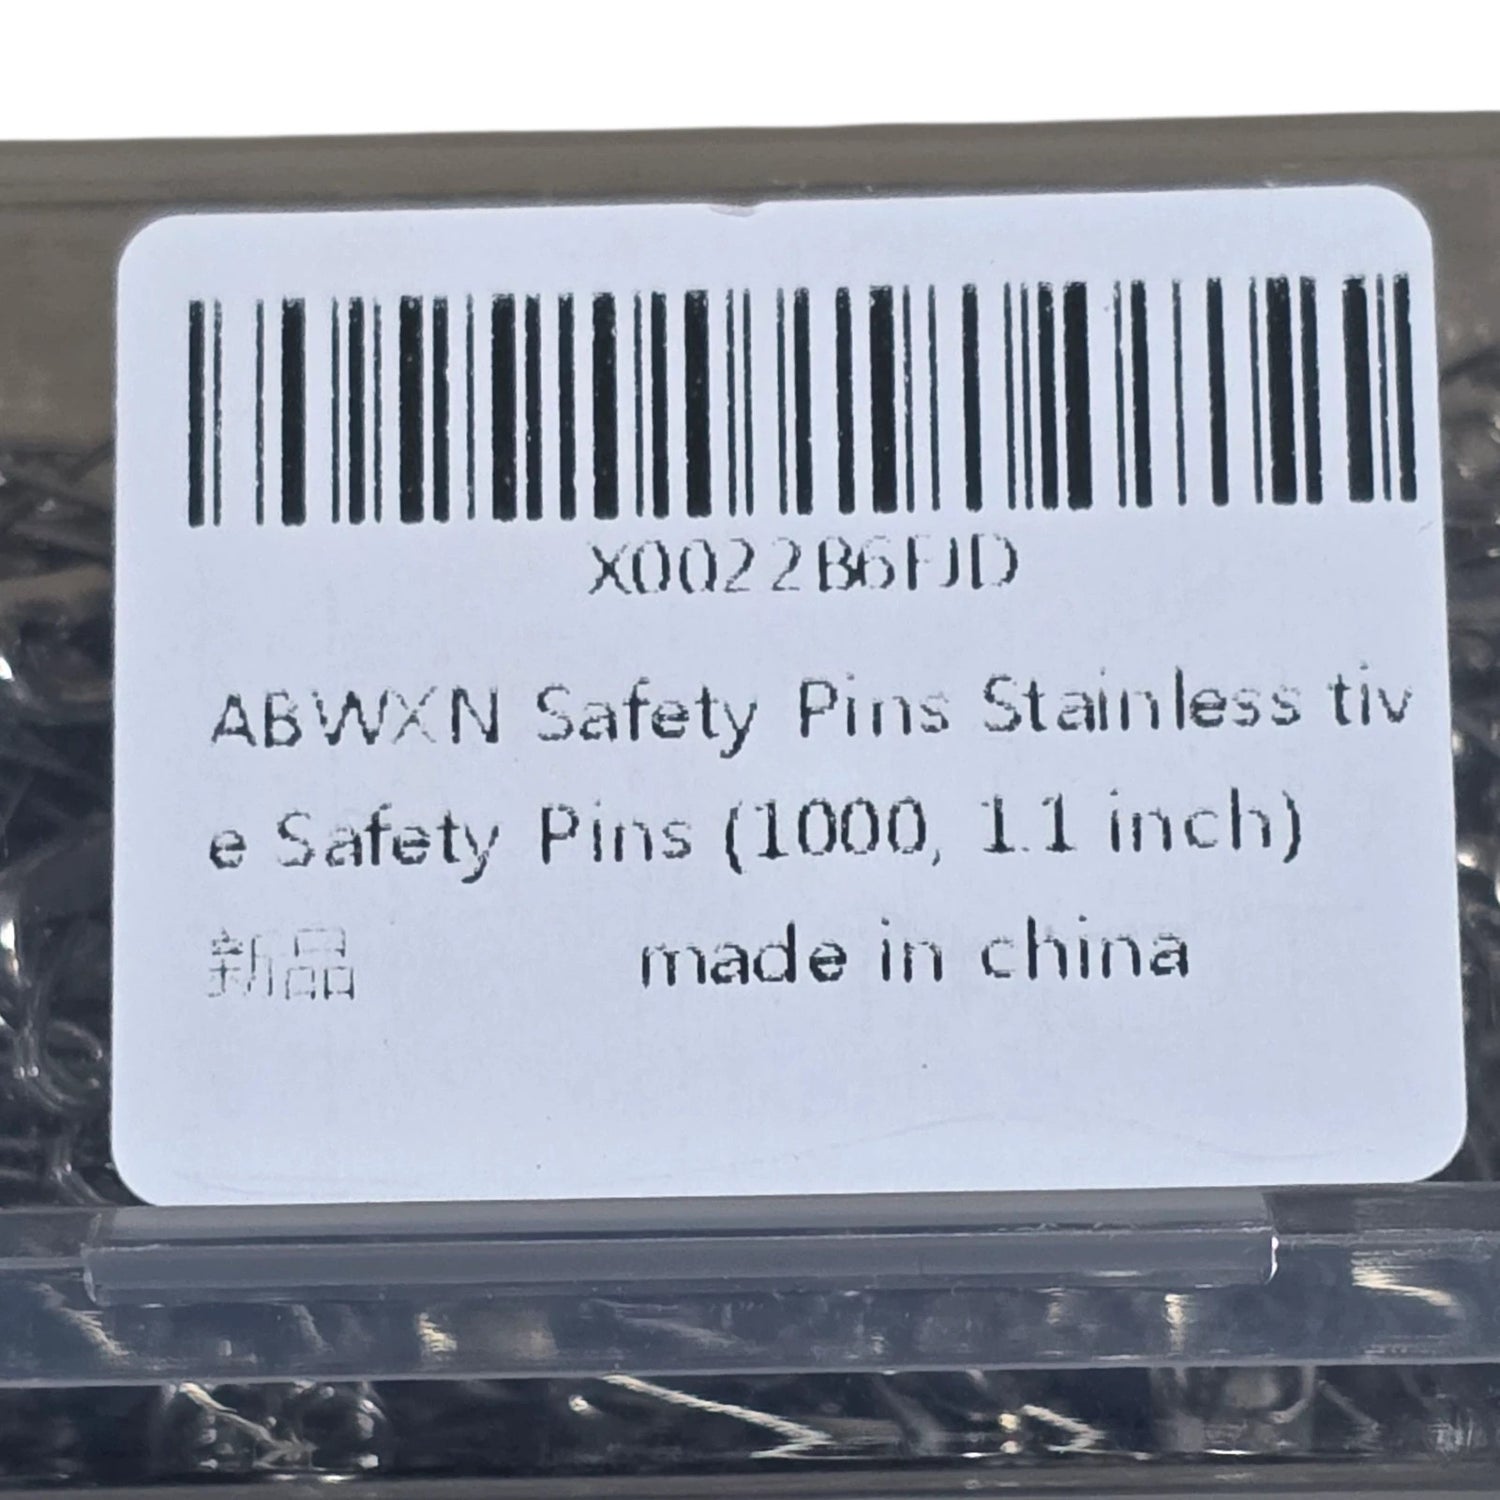 X0022B6FJD
ABWXN Safety Pins Stainless tiv
e Safety Pins (1000, 1.1 inch)
新品 made in china